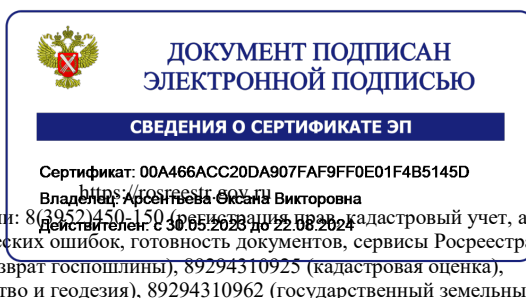 ДОКУМЕНТ ПОДПИСАН
ЭЛЕКТРОННОЙ ПОДПИСЬЮ
СВЕДЕНИЯ О СЕРТИФИКАТЕ ЭП
Сертификат: 00A466ACC20DA907FAF9FF0E01F4B5145D
https://rosreestr.gov.ru
Владелец: Арсентьева Оксана Викторовна
и: 8(3952)450-150 (регистрация прав, кадастровый учет, а
Действителен: с 30.05.2023 до 22.08.2024
еских ошибок, готовность документов, сервисы Росреестра
зврат госпошлины), 89294310925 (кадастровая оценка),
тво и геодезия), 89294310962 (государственный земельны